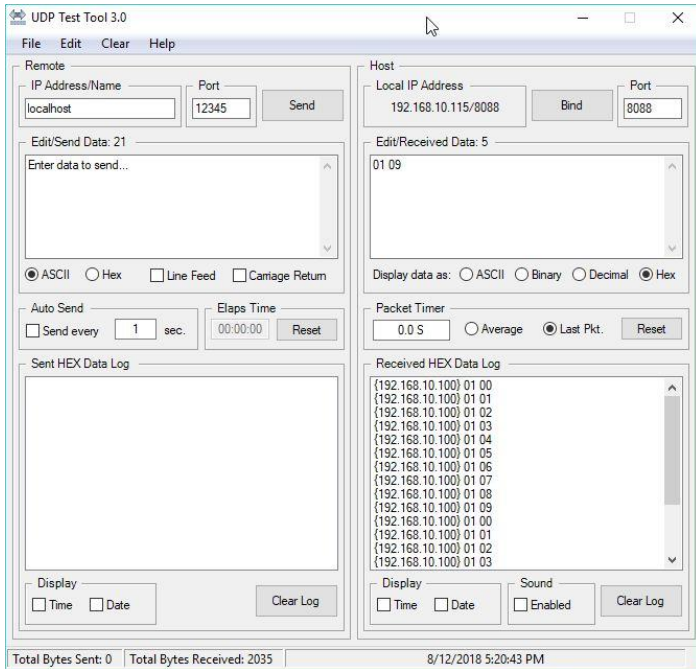 UDP Test Tool 3.0
File Edit Clear Help
Remote
IP Address/Name
Port
localhost
12345
Send
Edit/Send Data: 21
Enter data to send...
ASCII Hex Line Feed Carriage Return
Auto Send
Send every 1 sec.
Elaps Time
00:00:00 Reset
Sent HEX Data Log
Display
Time Date
Clear Log
Host
Local IP Address
192.168.10.115/8088
Bind
Port
8088
Edit/Received Data: 5
01 09
Display data as: ASCII Binary Decimal Hex
Packet Timer
0.0 S Average Last Pkt. Reset
Received HEX Data Log
{192.168.10.100} 01 00
{192.168.10.100} 01 01
{192.168.10.100} 01 02
{192.168.10.100} 01 03
{192.168.10.100} 01 04
{192.168.10.100} 01 05
{192.168.10.100} 01 06
{192.168.10.100} 01 07
{192.168.10.100} 01 08
{192.168.10.100} 01 09
{192.168.10.100} 01 00
{192.168.10.100} 01 01
{192.168.10.100} 01 02
{192.168.10.100} 01 03
Display
Time Date
Sound
Enabled
Clear Log
Total Bytes Sent: 0 Total Bytes Received: 2035 8/12/2018 5:20:43 PM